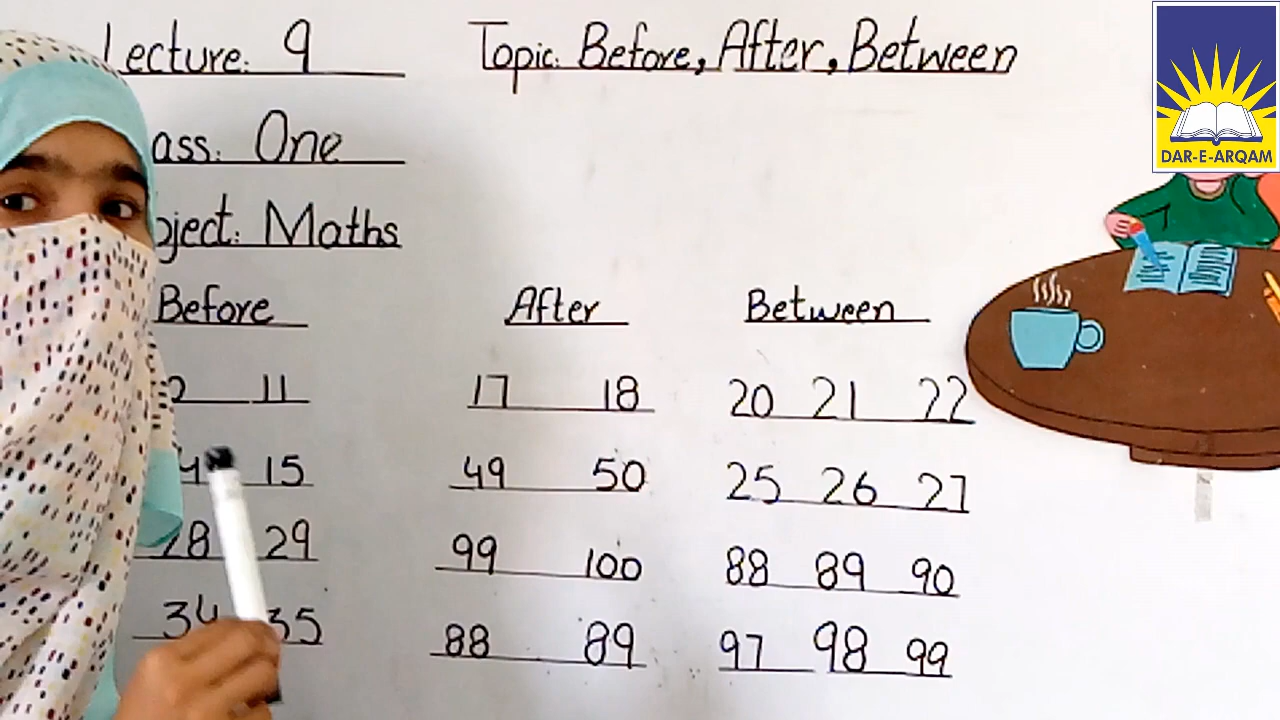 Lecture: 9 Topic: Before, After, Between
ass: One
bject: Maths
Before After Between
0 11 17 18 20 21 22
4 15 49 50 25 26 27
28 29 99 100 88 89 90
34 35 88 89 97 98 99
DAR-E-ARQAM